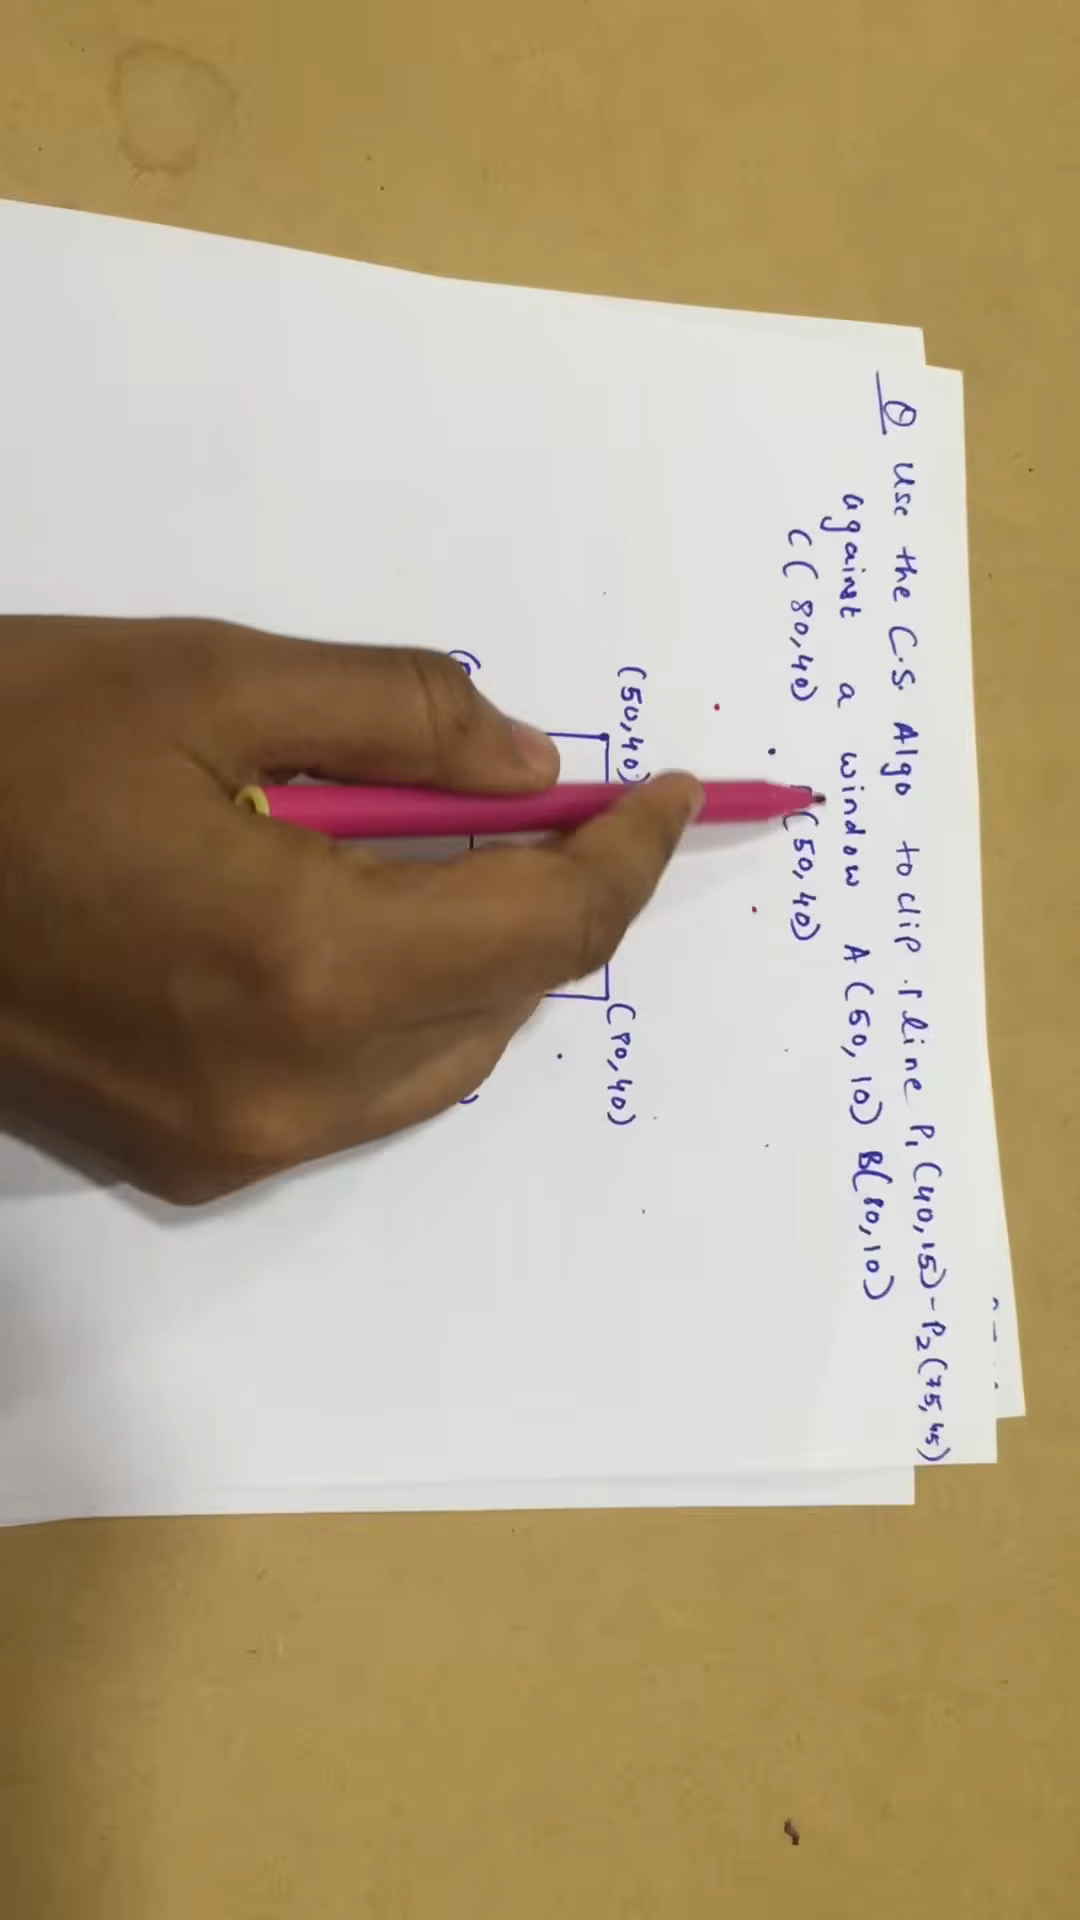 Q Use the C.S. Algo to clip line P1 (40,15)-P2(75,45)
against a window A (50,10) B(80,10)
C(80,40) (50,40)
(50,40) (80,40)